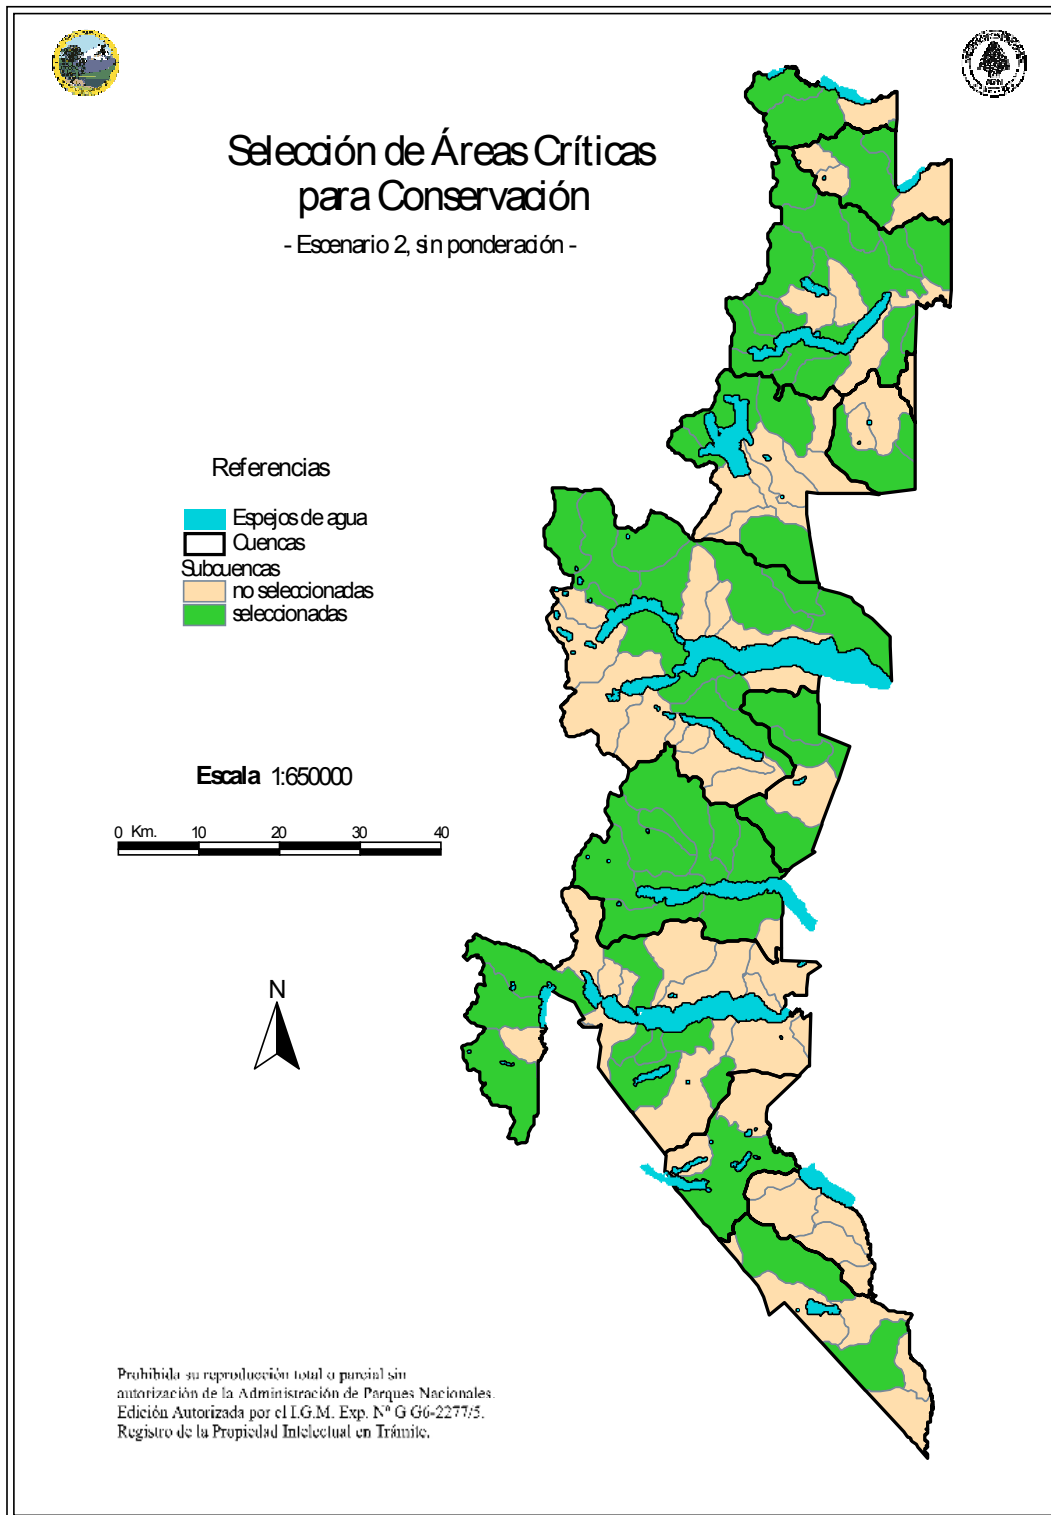 Selección de Áreas Críticas
para Conservación
- Escenario 2, sin ponderación -
Referencias
Espejos de agua
Cuencas
Subcuencas
no seleccionadas
seleccionadas
Escala 1:650000
0 Km. 10 20 30 40
N
Prohibida su reproducción total o parcial sin
autorización de la Administración de Parques Nacionales.
Edición Autorizada por el I.G.M. Exp. Nº G G6-2277/5.
Registro de la Propiedad Intelectual en Trámite.